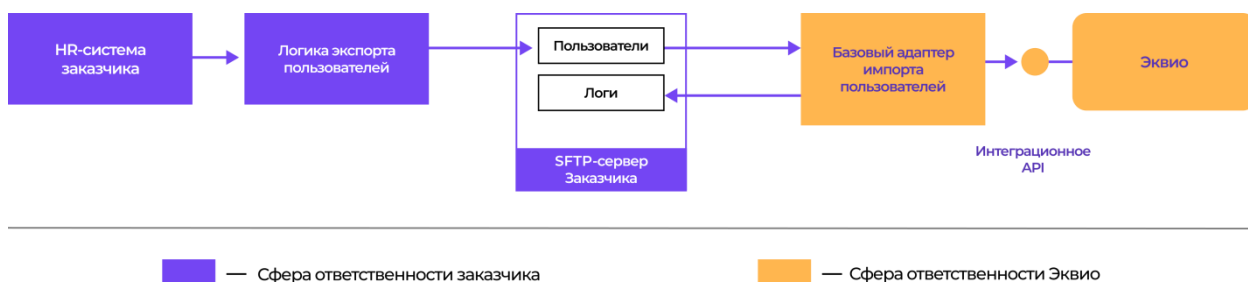 HR-система
заказчика
Логика экспорта
пользователей
Пользователи
Логи
SFTP-сервер
Заказчика
Базовый адаптер
импорта
пользователей
Интеграционное
API
Эквио
— Сфера ответственности заказчика
— Сфера ответственности Эквио